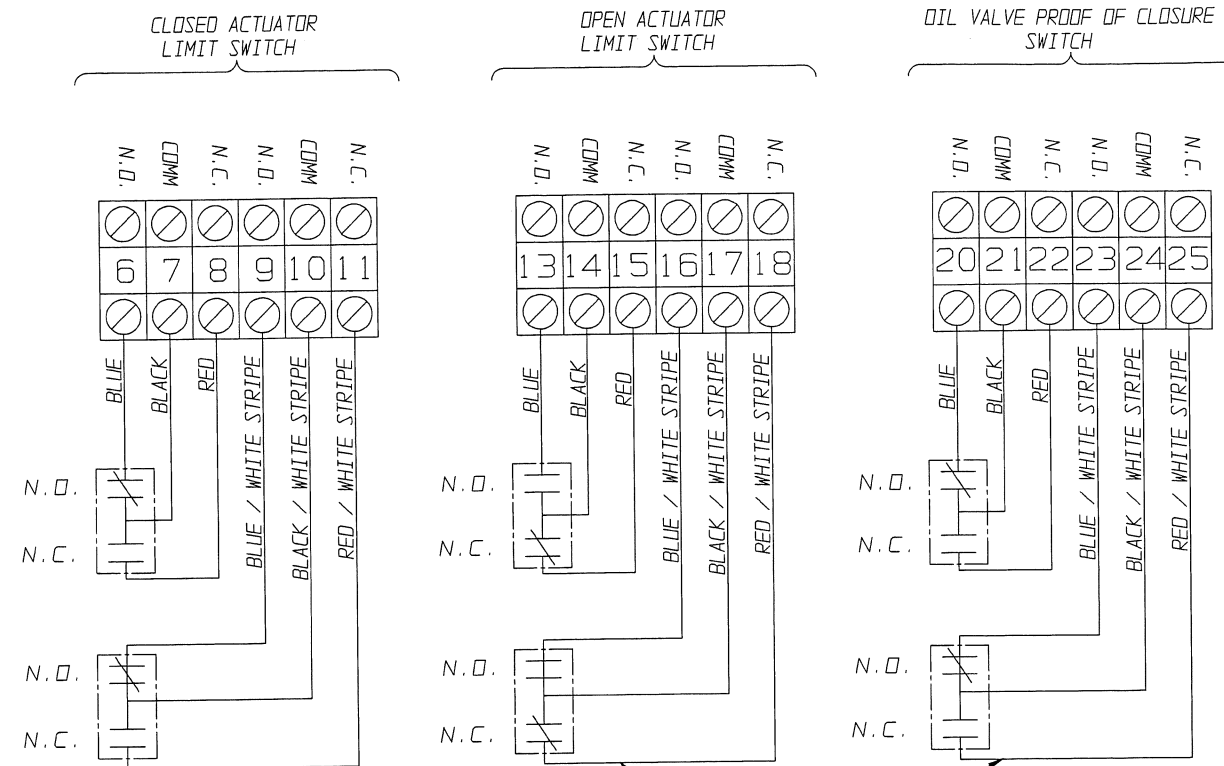 CLOSED ACTUATOR
LIMIT SWITCH
N.O.
COMM
N.C.
N.O.
COMM
N.C.
6 7 8 9 10 11
BLUE
BLACK
RED
BLUE / WHITE STRIPE
BLACK / WHITE STRIPE
RED / WHITE STRIPE
N.O.
N.C.
N.O.
N.C.
OPEN ACTUATOR
LIMIT SWITCH
N.O.
COMM
N.C.
N.O.
COMM
N.C.
13 14 15 16 17 18
BLUE
BLACK
RED
BLUE / WHITE STRIPE
BLACK / WHITE STRIPE
RED / WHITE STRIPE
N.O.
N.C.
N.O.
N.C.
OIL VALVE PROOF OF CLOSURE
SWITCH
N.O.
COMM
N.C.
N.O.
COMM
N.C.
20 21 22 23 24 25
BLUE
BLACK
RED
BLUE / WHITE STRIPE
BLACK / WHITE STRIPE
RED / WHITE STRIPE
N.O.
N.C.
N.O.
N.C.